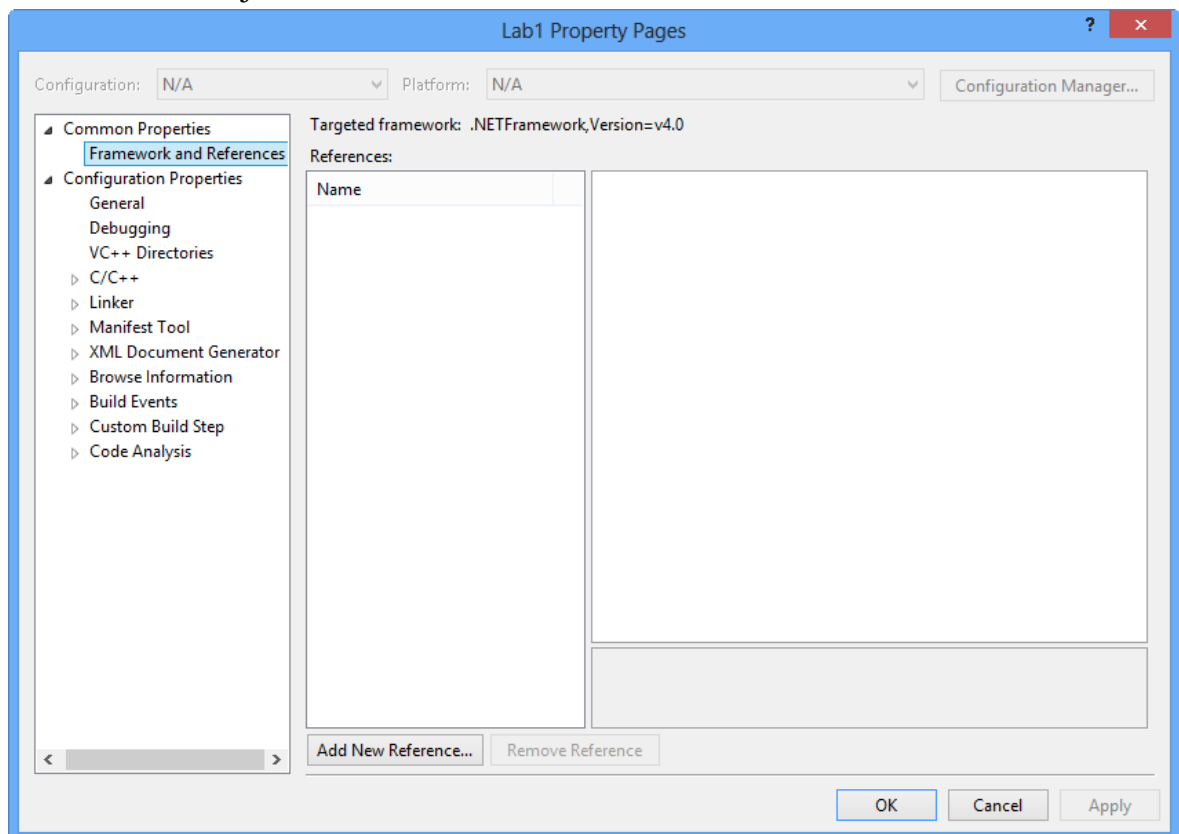 Lab1 Property Pages
?
Configuration: N/A Platform: N/A Configuration Manager...
Common Properties
Framework and References
Configuration Properties
General
Debugging
VC++ Directories
C/C++
Linker
Manifest Tool
XML Document Generator
Browse Information
Build Events
Custom Build Step
Code Analysis
Targeted framework: .NETFramework,Version=v4.0
References:
Name
Add New Reference... Remove Reference
OK Cancel Apply